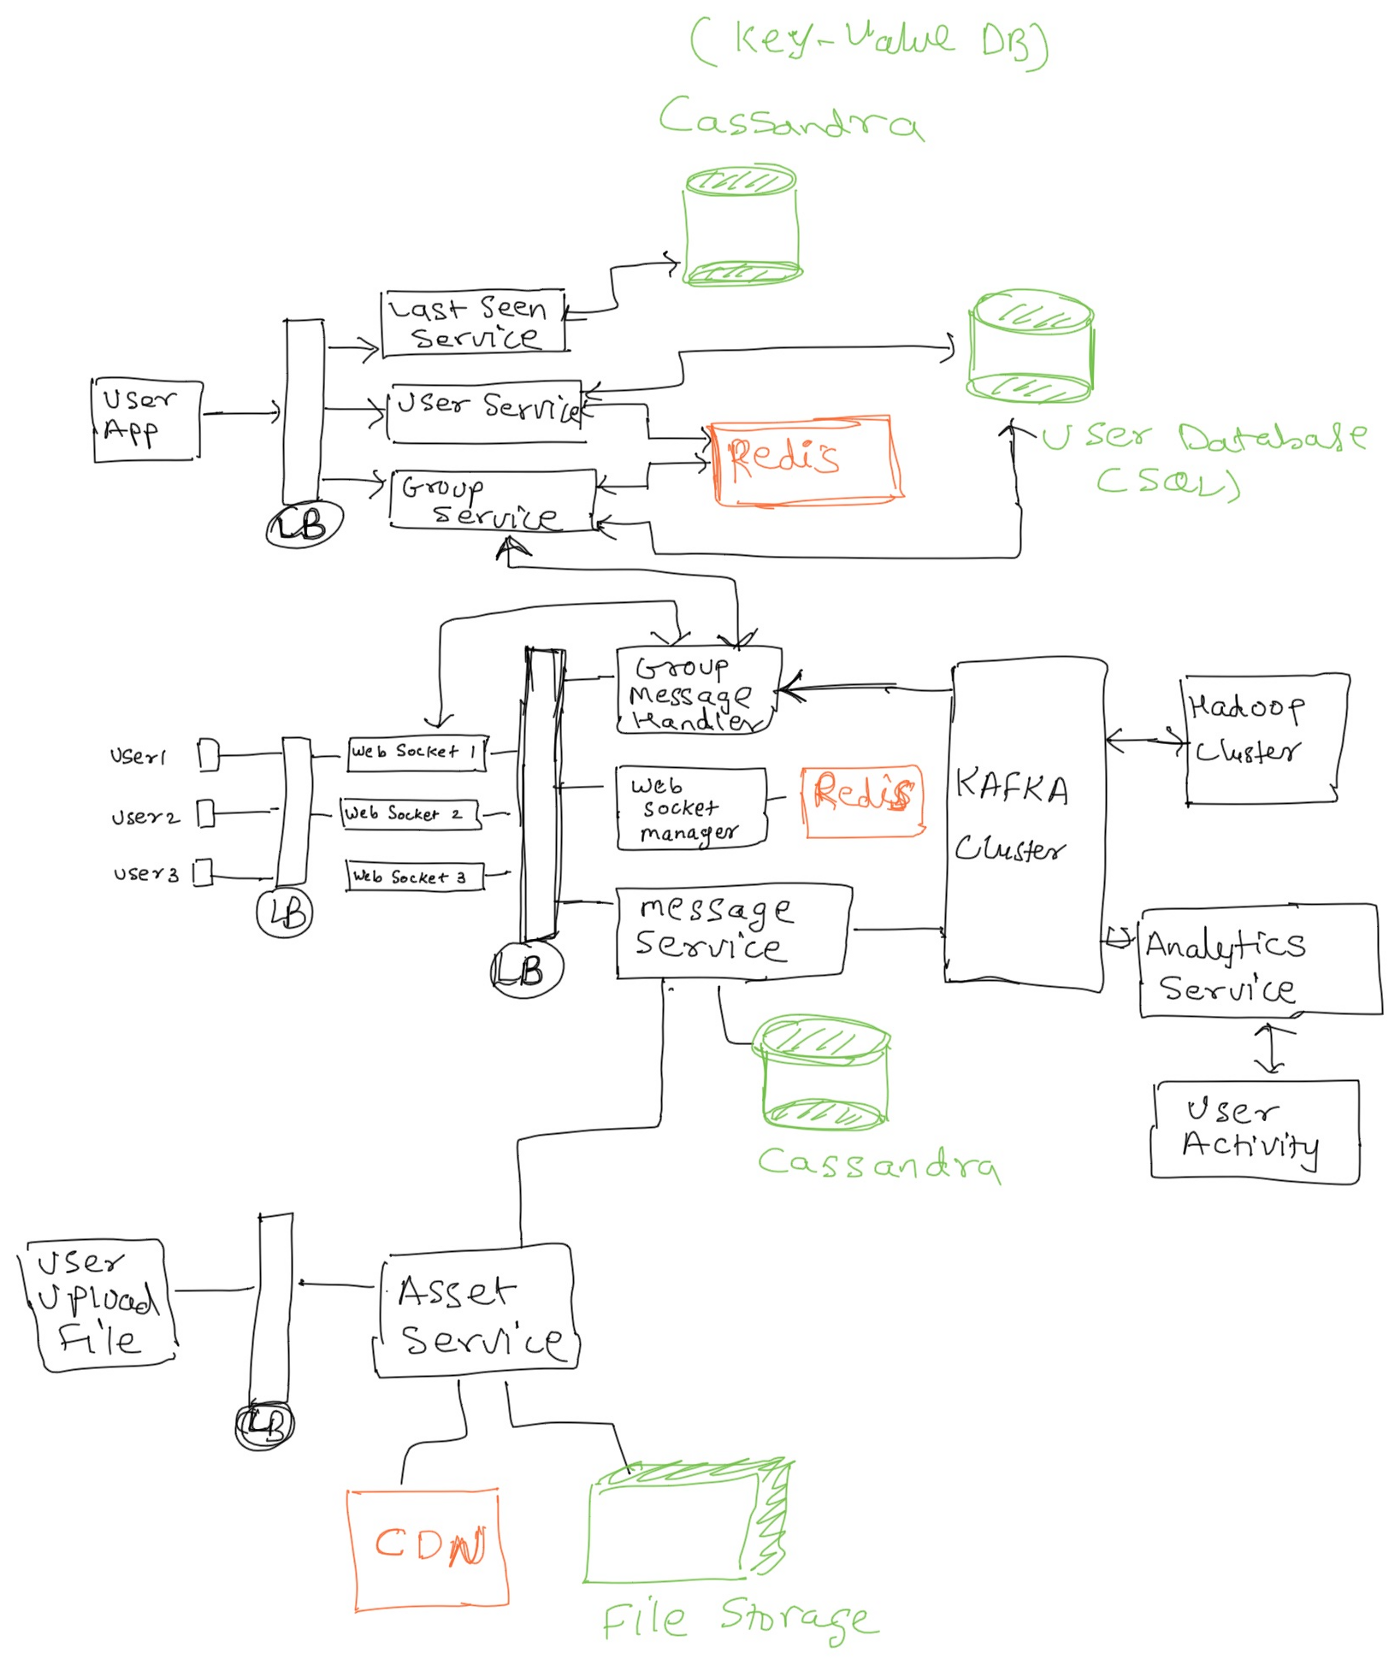 (Key-Value DB)
Cassandra
Last Seen
Service
User
App
User Service
Redis
User Database
(SQL)
Group
Service
LB
Group
Message
Handler
User1
Web Socket 1
Hadoop
Cluster
KAFKA
Cluster
Web
Socket
manager
Redis
User2
Web Socket 2
User3
Web Socket 3
LB
message
Service
LB
Analytics
Service
User
Activity
Cassandra
User
Upload
File
Asset
Service
LB
CDN
File Storage